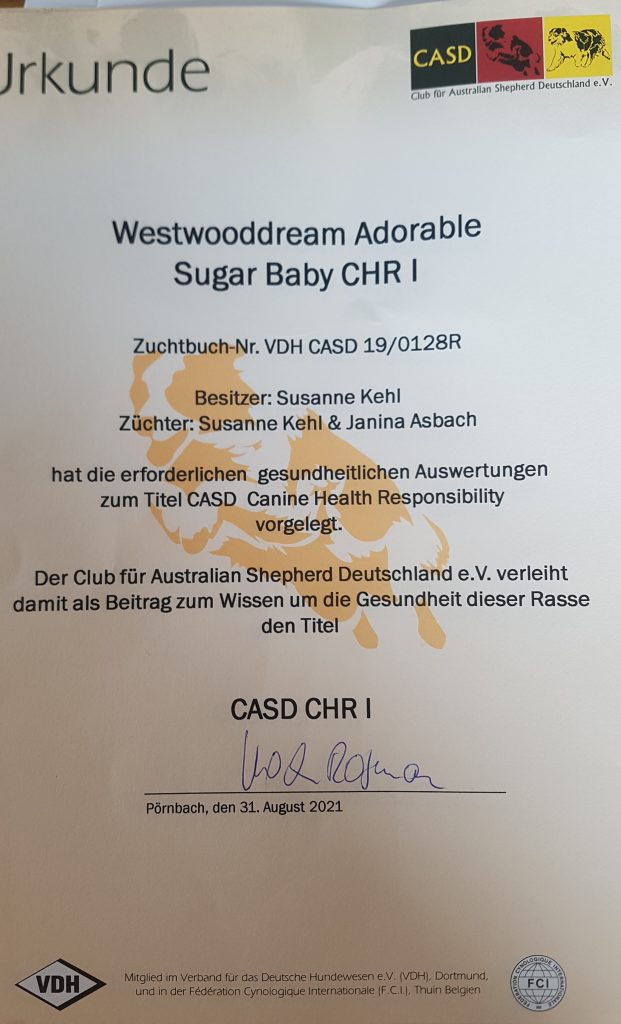 Urkunde
CASD
Club für Australian Shepherd Deutschland e.V.
Westwooddream Adorable
Sugar Baby CHR I
Zuchtbuch-Nr. VDH CASD 19/0128R
Besitzer: Susanne Kehl
Züchter: Susanne Kehl & Janina Asbach
hat die erforderlichen gesundheitlichen Auswertungen
zum Titel CASD Canine Health Responsibility
vorgelegt.
Der Club für Australian Shepherd Deutschland e.V. verleiht
damit als Beitrag zum Wissen um die Gesundheit dieser Rasse
den Titel
CASD CHR I
Pörnbach, den 31. August 2021
VDH
Mitglied im Verband für das Deutsche Hundewesen e.V. (VDH), Dortmund,
und in der Fédération Cynologique Internationale (F.C.I.), Thuin Belgien
FEDERATION CYNOLOGIQUE INTERNATIONALE
FCI